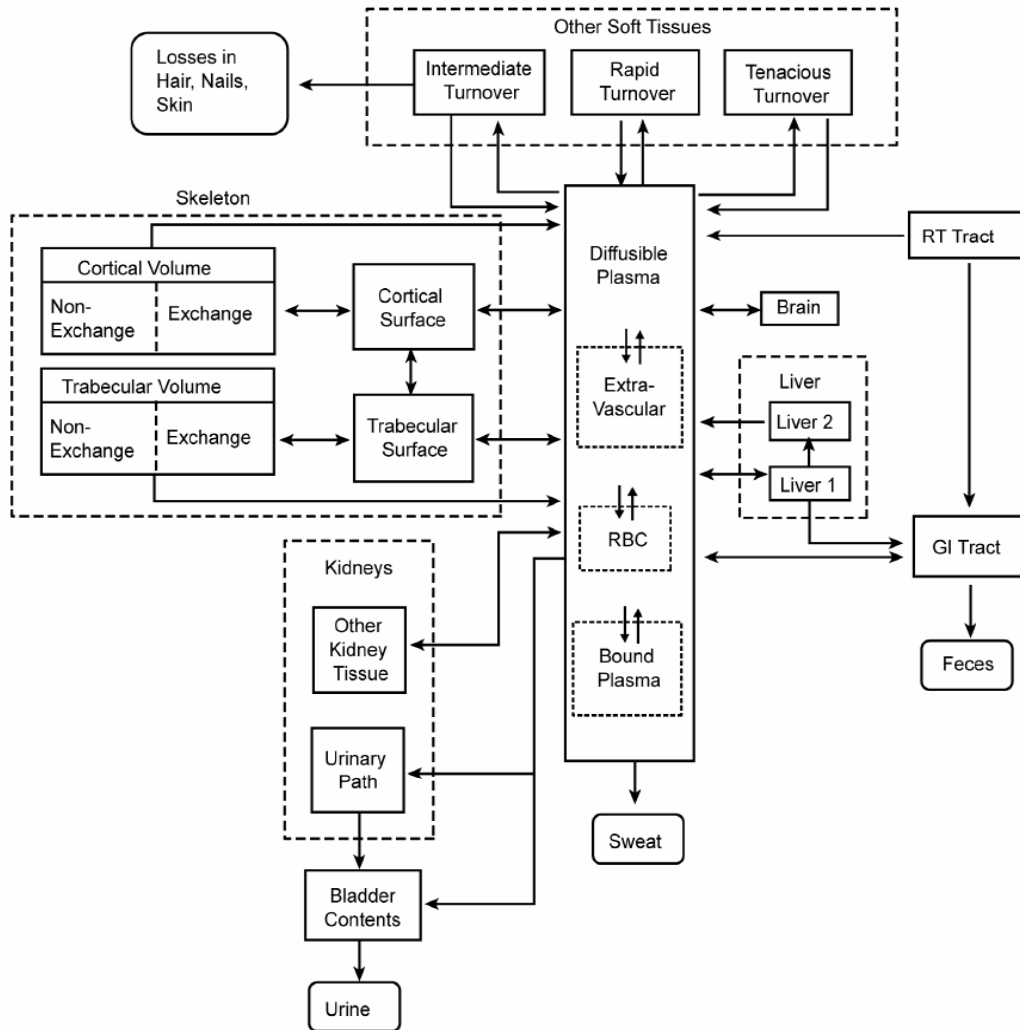 Other Soft Tissues
Losses in
Hair, Nails,
Skin
Intermediate
Turnover
Rapid
Turnover
Tenacious
Turnover
Skeleton
Cortical Volume
Non-
Exchange
Exchange
Cortical
Surface
Trabecular Volume
Non-
Exchange
Exchange
Trabecular
Surface
Diffusible
Plasma
Extra-
Vascular
RBC
Bound
Plasma
RT Tract
Brain
Liver
Liver 2
Liver 1
GI Tract
Feces
Kidneys
Other
Kidney
Tissue
Urinary
Path
Bladder
Contents
Urine
Sweat